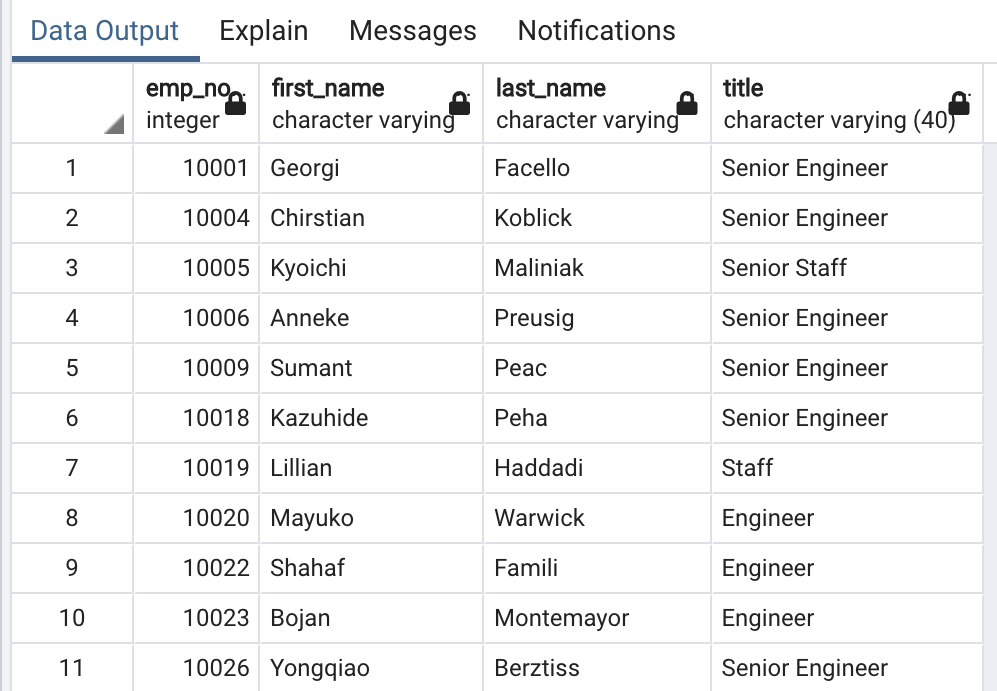 Data Output Explain Messages Notifications
emp_no first_name last_name title
integer character varying character varying character varying (40)
1 10001 Georgi Facello Senior Engineer
2 10004 Chirstian Koblick Senior Engineer
3 10005 Kyoichi Maliniak Senior Staff
4 10006 Anneke Preusig Senior Engineer
5 10009 Sumant Peac Senior Engineer
6 10018 Kazuhide Peha Senior Engineer
7 10019 Lillian Haddadi Staff
8 10020 Mayuko Warwick Engineer
9 10022 Shahaf Famili Engineer
10 10023 Bojan Montemayor Engineer
11 10026 Yongqiao Berztiss Senior Engineer